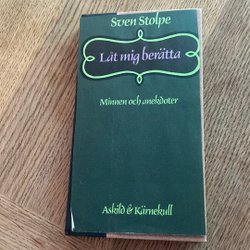 Sven Stolpe
Låt mig berätta
Minnen och anekdoter
Askild & Kärnekull